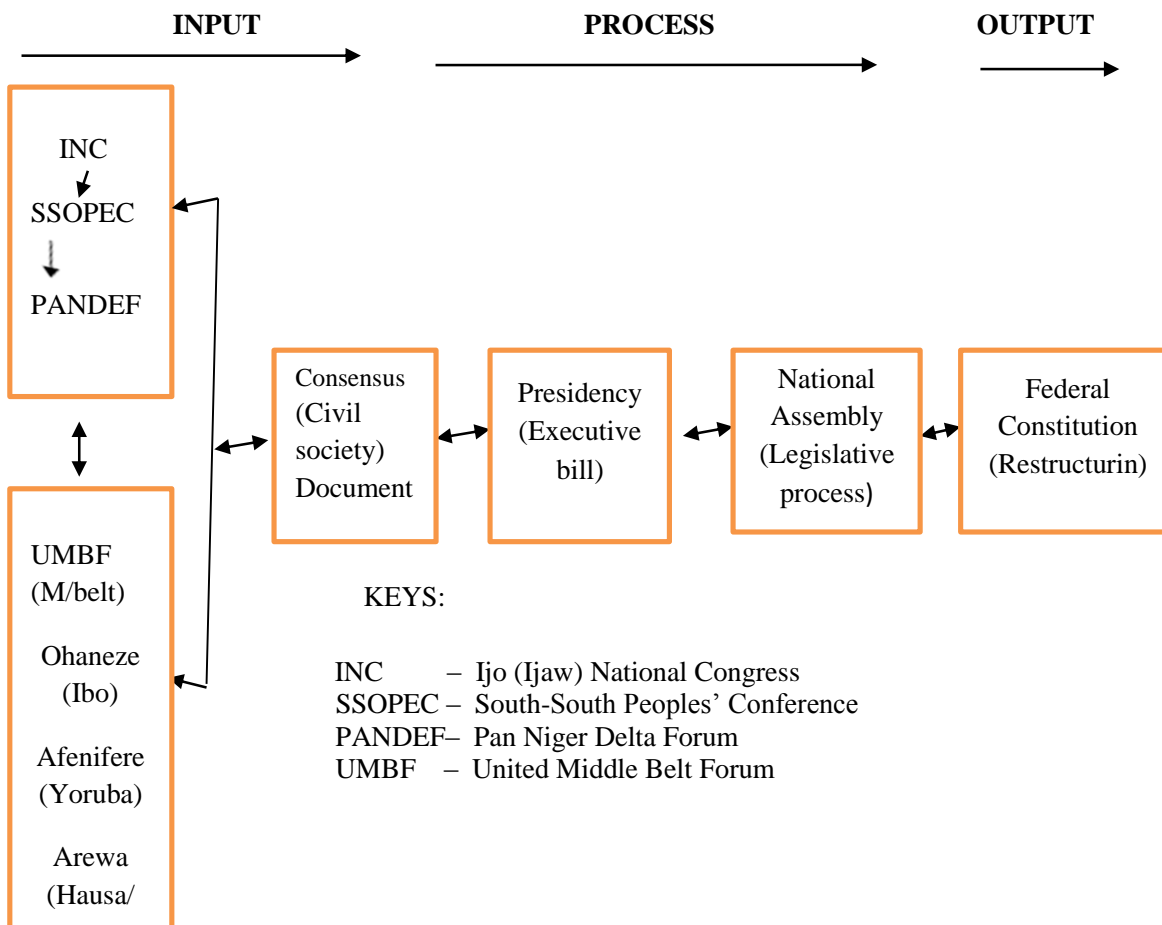 INPUT
PROCESS
OUTPUT
INC
SSOPEC
PANDEF
UMBF
(M/belt)
Ohaneze
(Ibo)
Afenifere
(Yoruba)
Arewa
(Hausa/
Consensus
(Civil
society)
Document
Presidency
(Executive
bill)
National
Assembly
(Legislative
process)
Federal
Constitution
(Restructurin)
KEYS:
INC – Ijo (Ijaw) National Congress
SSOPEC – South-South Peoples’ Conference
PANDEF– Pan Niger Delta Forum
UMBF – United Middle Belt Forum